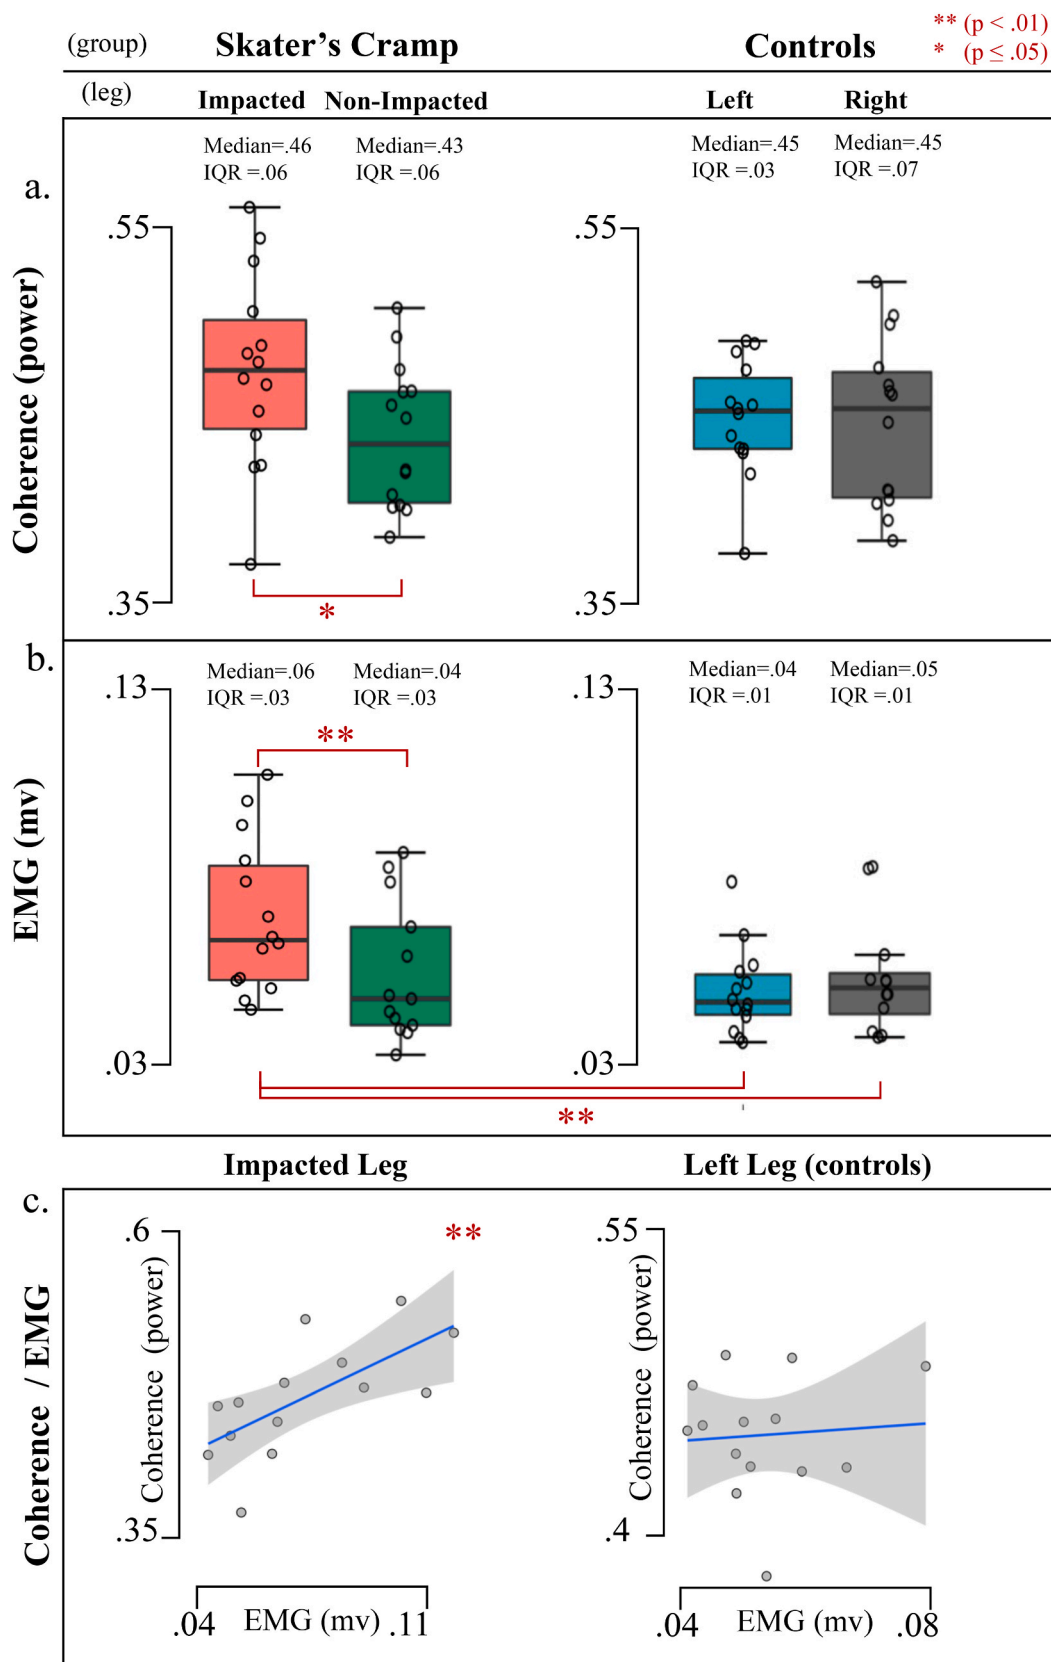 (group) Skater's Cramp Controls ** (p < .01)
* (p ≤ .05)
(leg) Impacted Non-Impacted Left Right
a.
Median=.46 Median=.43 Median=.45 Median=.45
IQR =.06 IQR =.06 IQR =.03 IQR =.07
Coherence (power)
.55 .55
.35 .35
*
b.
Median=.06 Median=.04 Median=.04 Median=.05
IQR =.03 IQR =.03 IQR =.01 IQR =.01
EMG (mv)
.13 .13
**
.03 .03
**
Impacted Leg Left Leg (controls)
c.
Coherence / EMG
.6 ** .55
Coherence (power) Coherence (power)
.35 .4
.04 EMG (mv) .11 .04 EMG (mv) .08